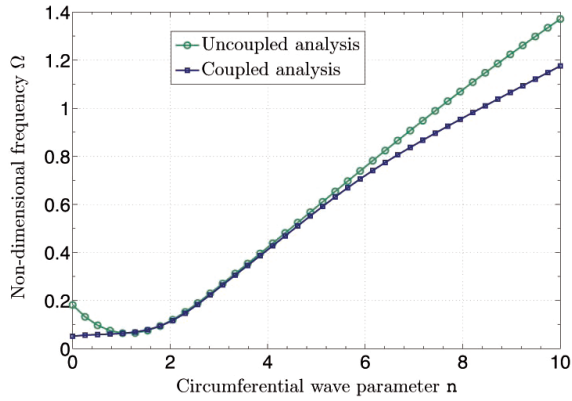 1.4
1.2
1
0.8
0.6
0.4
0.2
0
Non-dimensional frequency Ω
Uncoupled analysis
Coupled analysis
0 2 4 6 8 10
Circumferential wave parameter n